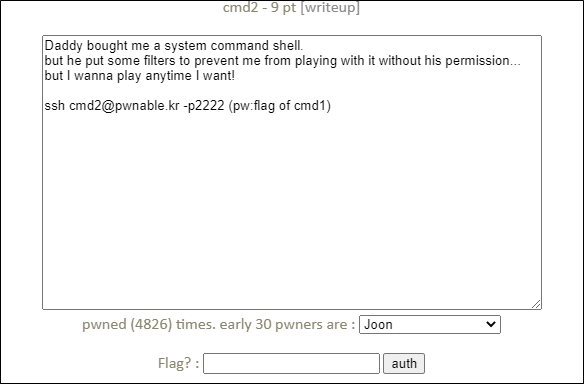 cmd2 - 9 pt [writeup]
Daddy bought me a system command shell.
but he put some filters to prevent me from playing with it without his permission...
but I wanna play anytime I want!
ssh cmd2@pwnable.kr -p2222 (pw:flag of cmd1)
pwned (4826) times. early 30 pwners are : Joon
Flag? : auth